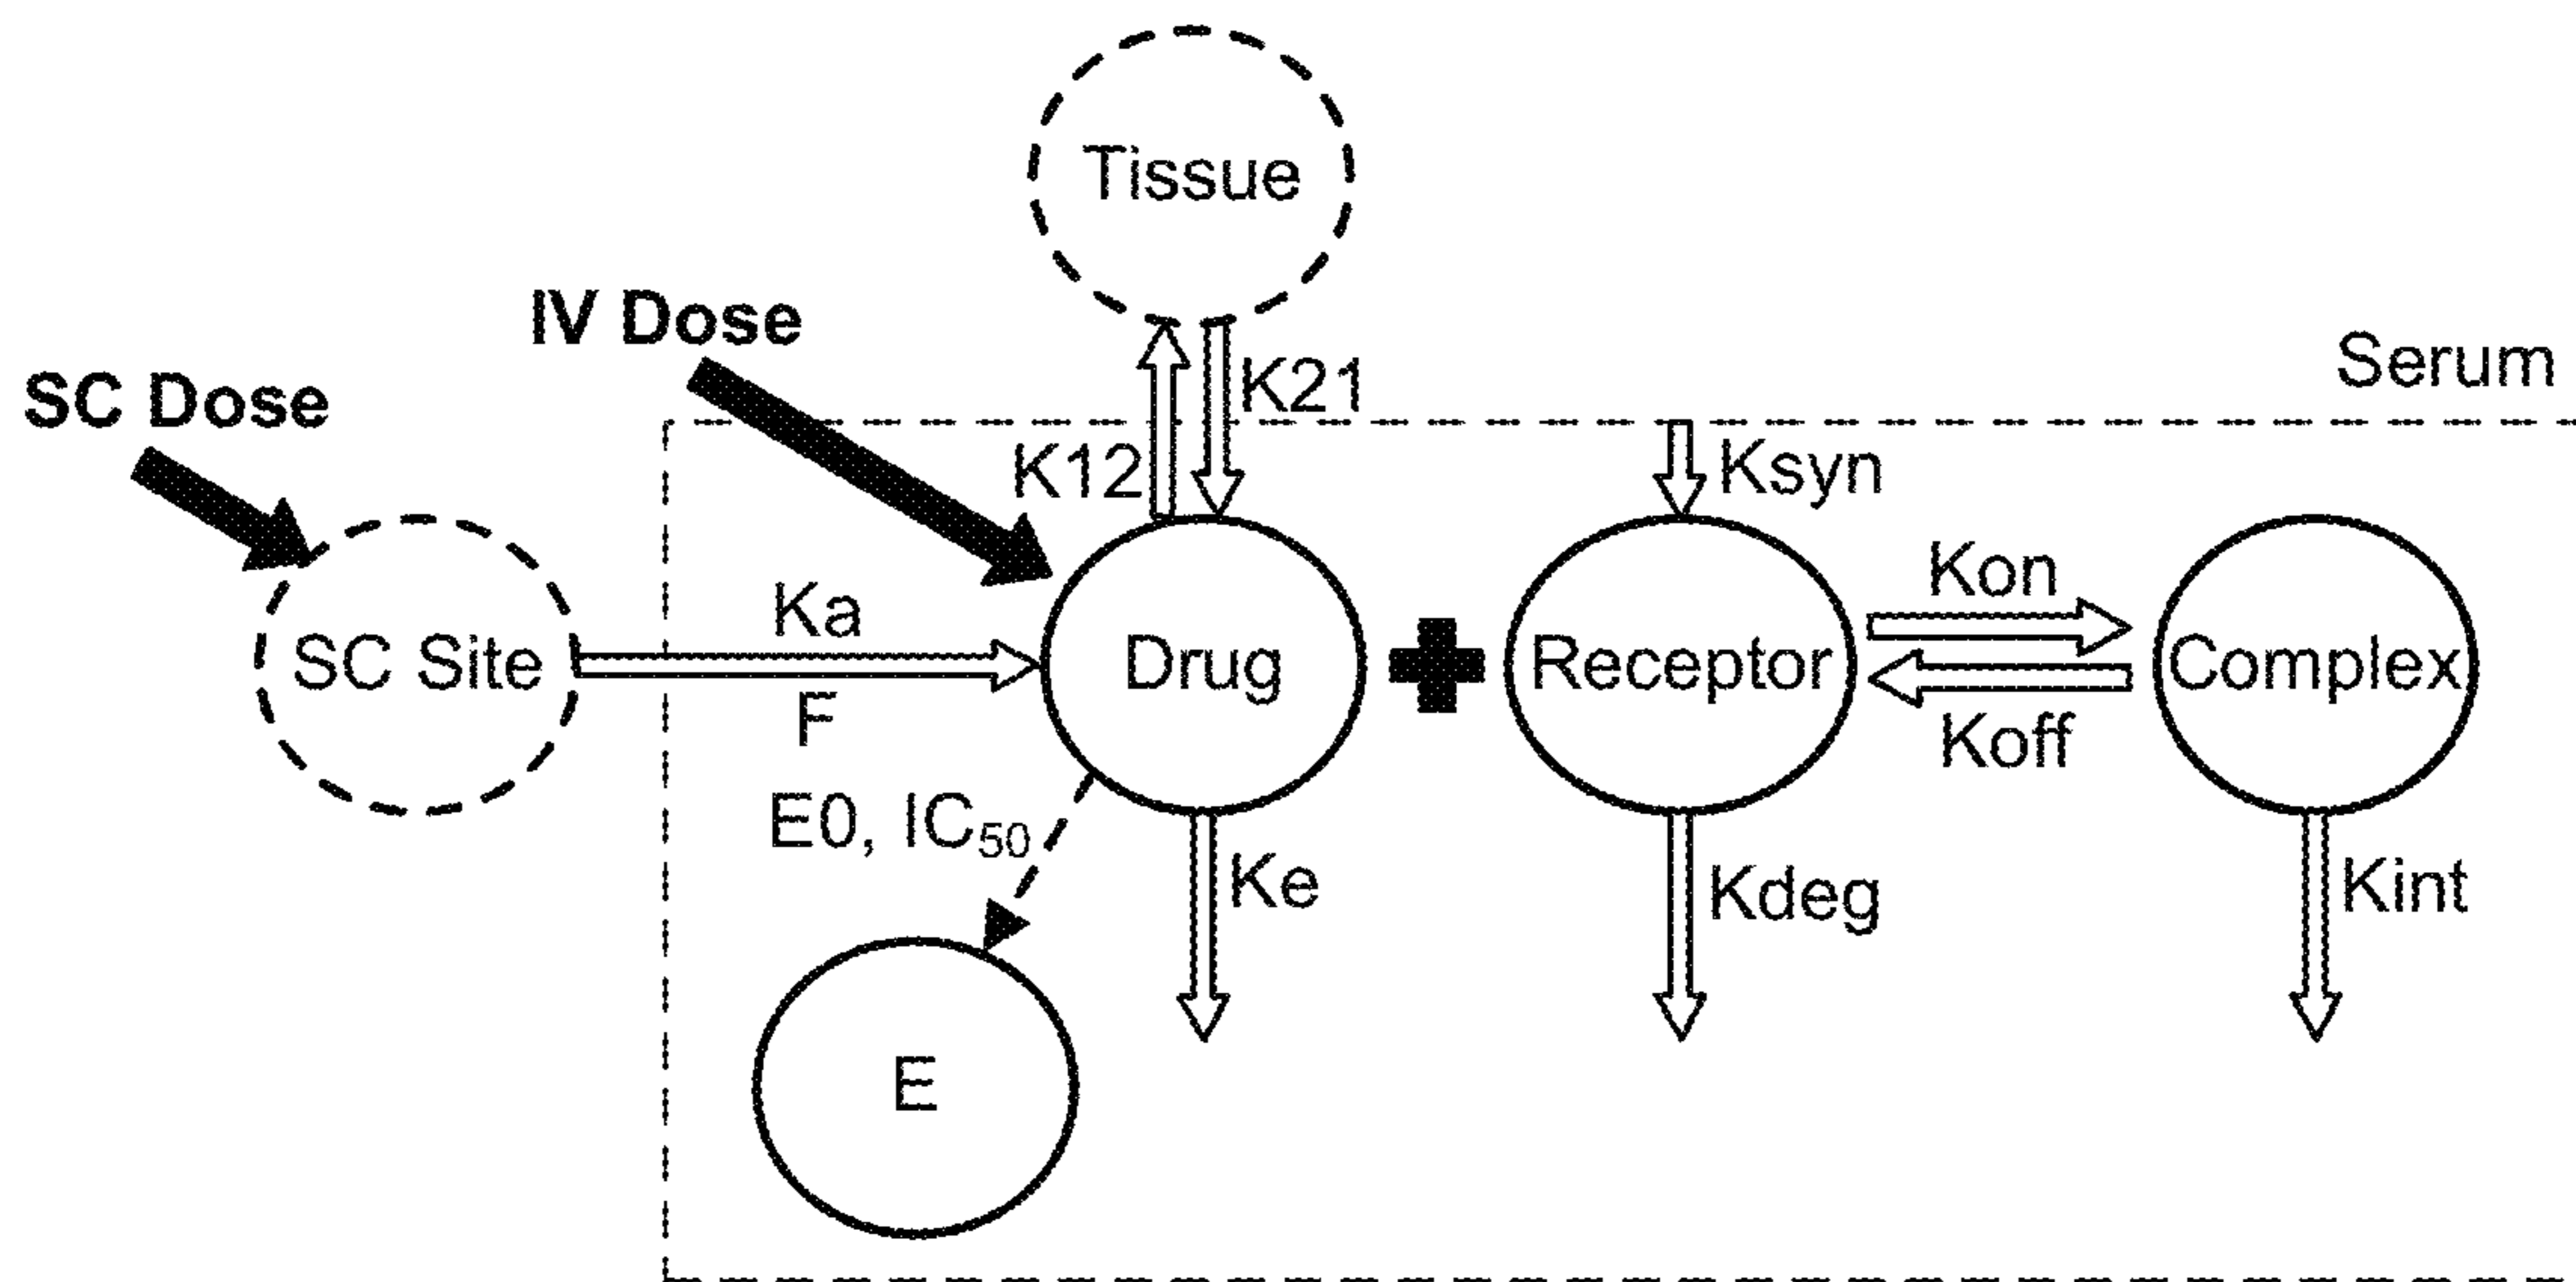 Tissue
IV Dose
SC Dose
Serum
K21
K12
Ksyn
Kon
Ka
SC Site
Drug
Receptor
Complex
F
Koff
E0, IC50
Ke
Kdeg
Kint
E